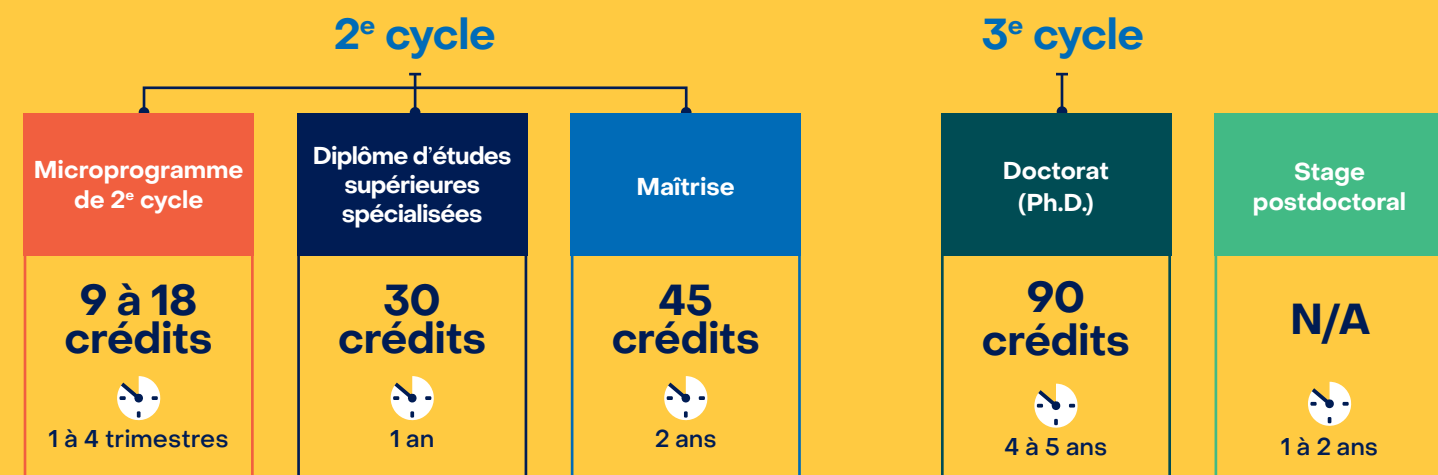 2e cycle
3e cycle
Microprogramme
de 2e cycle
9 à 18
crédits
1 à 4 trimestres
Diplôme d'études
supérieures
spécialisées
30
crédits
1 an
Maîtrise
45
crédits
2 ans
Doctorat
(Ph.D.)
90
crédits
4 à 5 ans
Stage
postdoctoral
N/A
1 à 2 ans